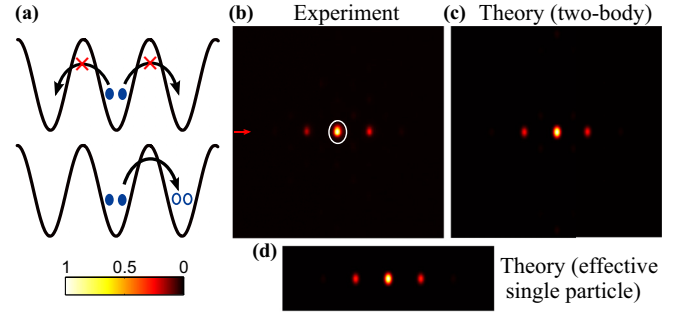 (a)
(b) Experiment
(c) Theory (two-body)
1 0.5 0
(d)
Theory (effective
single particle)